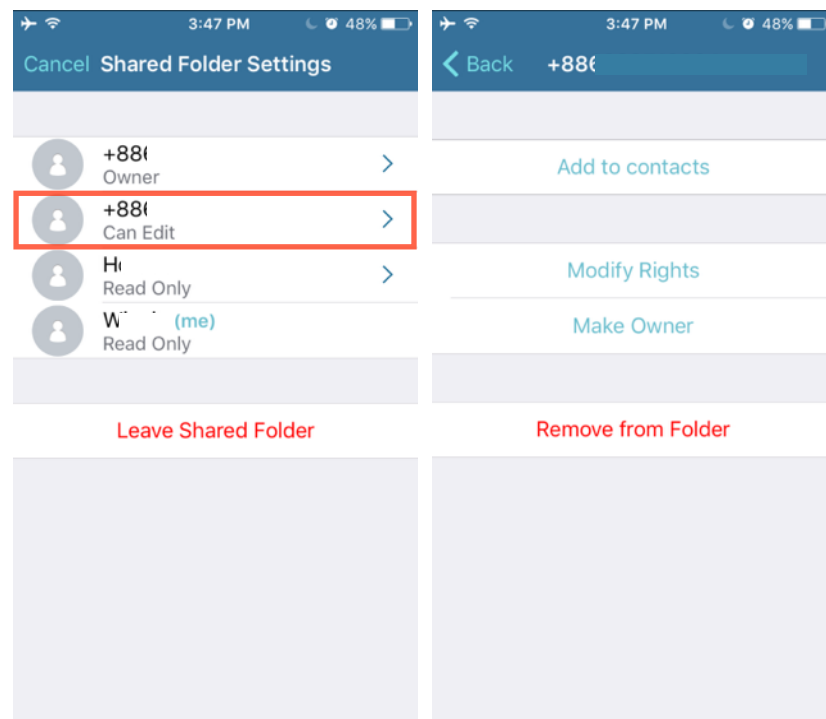 3:47 PM
48%
Cancel Shared Folder Settings
+886
Owner
+886
Can Edit
Read Only
(me)
Read Only
Leave Shared Folder
3:47 PM
48%
Back
+886
Add to contacts
Modify Rights
Make Owner
Remove from Folder